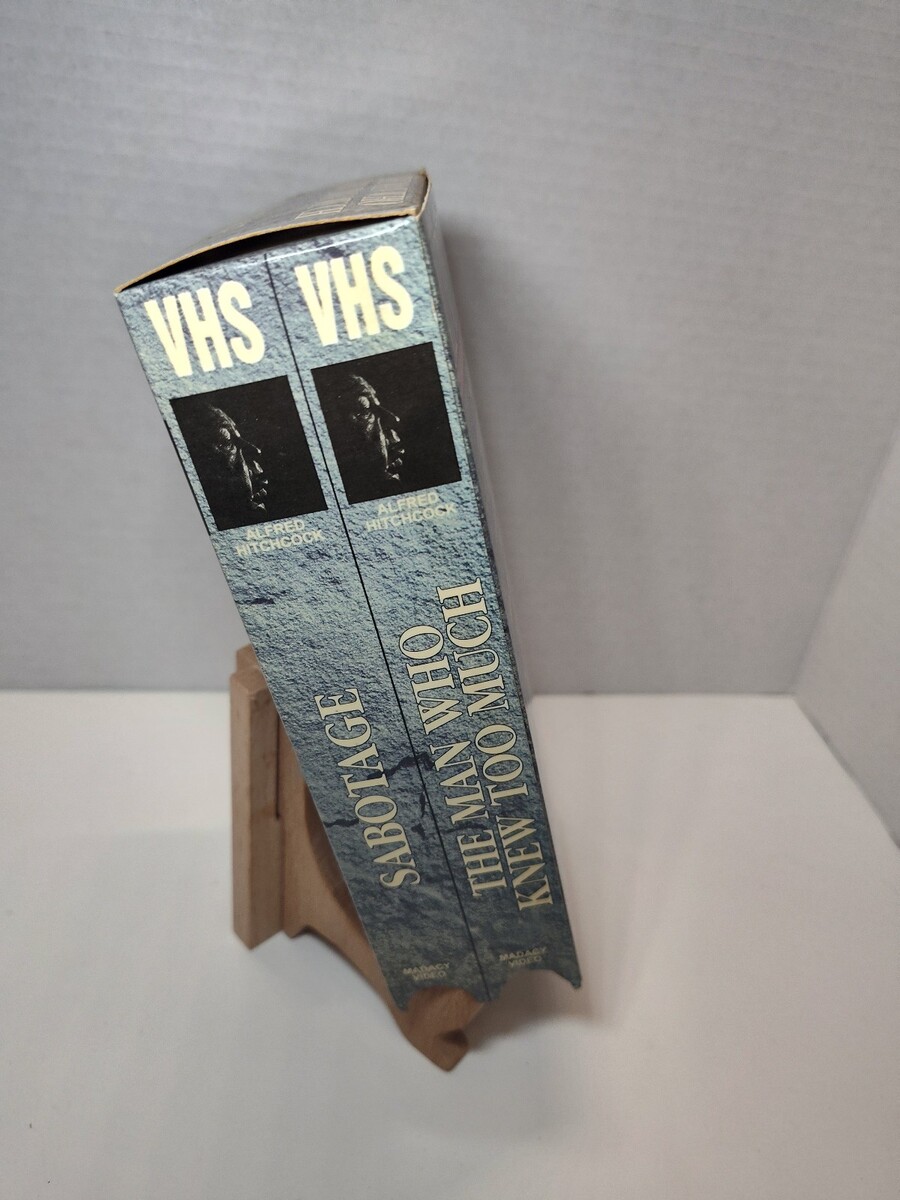 VHS
ALFRED
HITCHCOCK
SABOTAGE
MADACY
VIDEO
VHS
ALFRED
HITCHCOCK
THE MAN WHO
KNEW TOO MUCH
MADACY
VIDEO